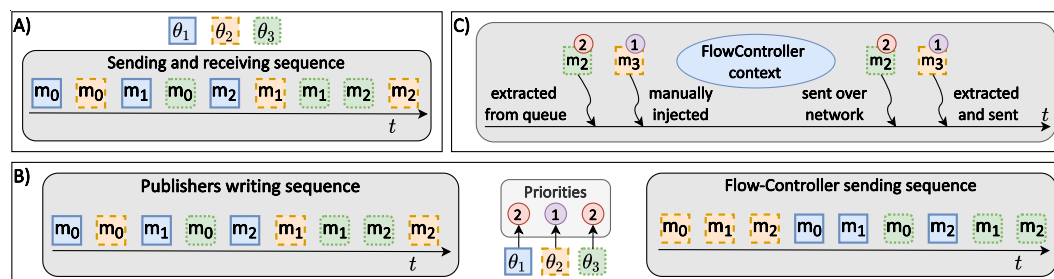 A)
θ₁ θ₂ θ₃
Sending and receiving sequence
m₀ m₀ m₁ m₀ m₂ m₁ m₁ m₂ m₂
t
C)
2 1 2 1
m₂ m₃ FlowController context m₂ m₃
extracted from queue
manually injected
sent over network
extracted and sent
t
B)
Publishers writing sequence
m₀ m₀ m₁ m₀ m₂ m₁ m₁ m₂ m₂
t
Priorities
2 1 2
θ₁ θ₂ θ₃
Flow-Controller sending sequence
m₀ m₁ m₂ m₀ m₁ m₀ m₂ m₁ m₂
t